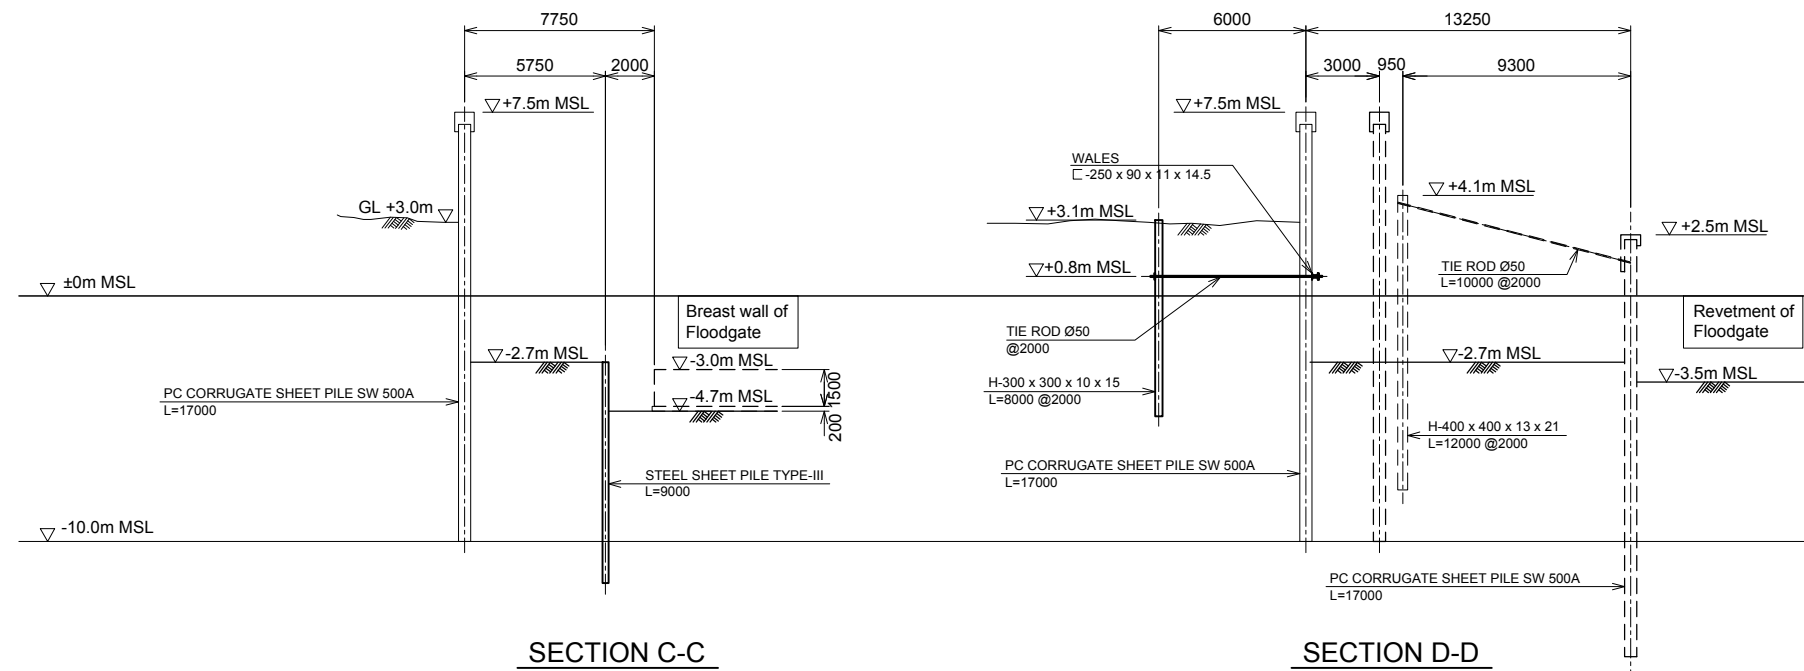 7750
5750
2000
+7.5m MSL
GL +3.0m
±0m MSL
Breast wall of
Floodgate
-2.7m MSL
-3.0m MSL
1500
-4.7m MSL
200
PC CORRUGATE SHEET PILE SW 500A
L=17000
STEEL SHEET PILE TYPE-III
L=9000
-10.0m MSL
SECTION C-C
6000
13250
3000
950
9300
+7.5m MSL
WALES
⊏-250 x 90 x 11 x 14.5
+4.1m MSL
+3.1m MSL
+2.5m MSL
+0.8m MSL
TIE ROD Ø50
L=10000 @2000
TIE ROD Ø50
@2000
Revetment of
Floodgate
-2.7m MSL
-3.5m MSL
H-300 x 300 x 10 x 15
L=8000 @2000
H-400 x 400 x 13 x 21
L=12000 @2000
PC CORRUGATE SHEET PILE SW 500A
L=17000
PC CORRUGATE SHEET PILE SW 500A
L=17000
SECTION D-D